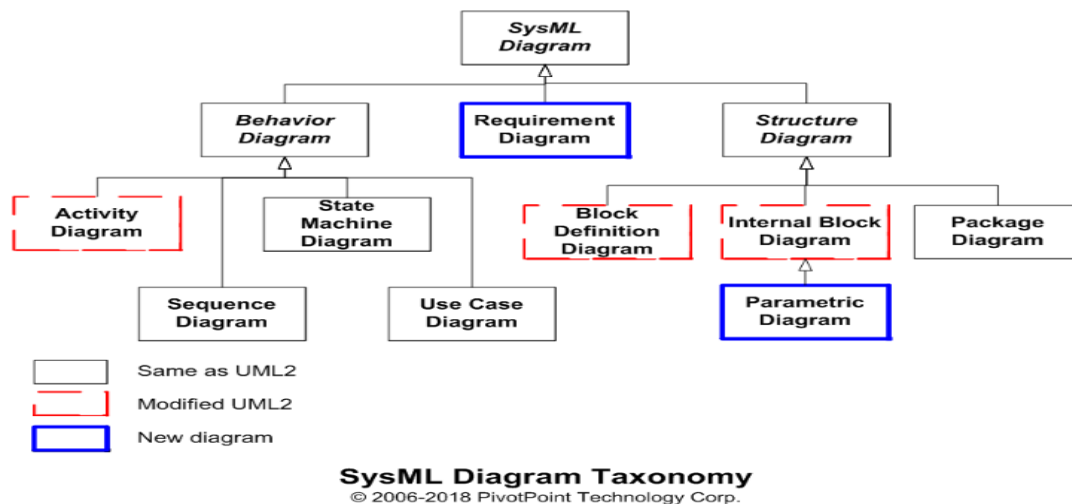 SysML
Diagram
Behavior
Diagram
Requirement
Diagram
Structure
Diagram
Activity
Diagram
State
Machine
Diagram
Block
Definition
Diagram
Internal Block
Diagram
Package
Diagram
Sequence
Diagram
Use Case
Diagram
Parametric
Diagram
Same as UML2
Modified UML2
New diagram
SysML Diagram Taxonomy
© 2006-2018 PivotPoint Technology Corp.